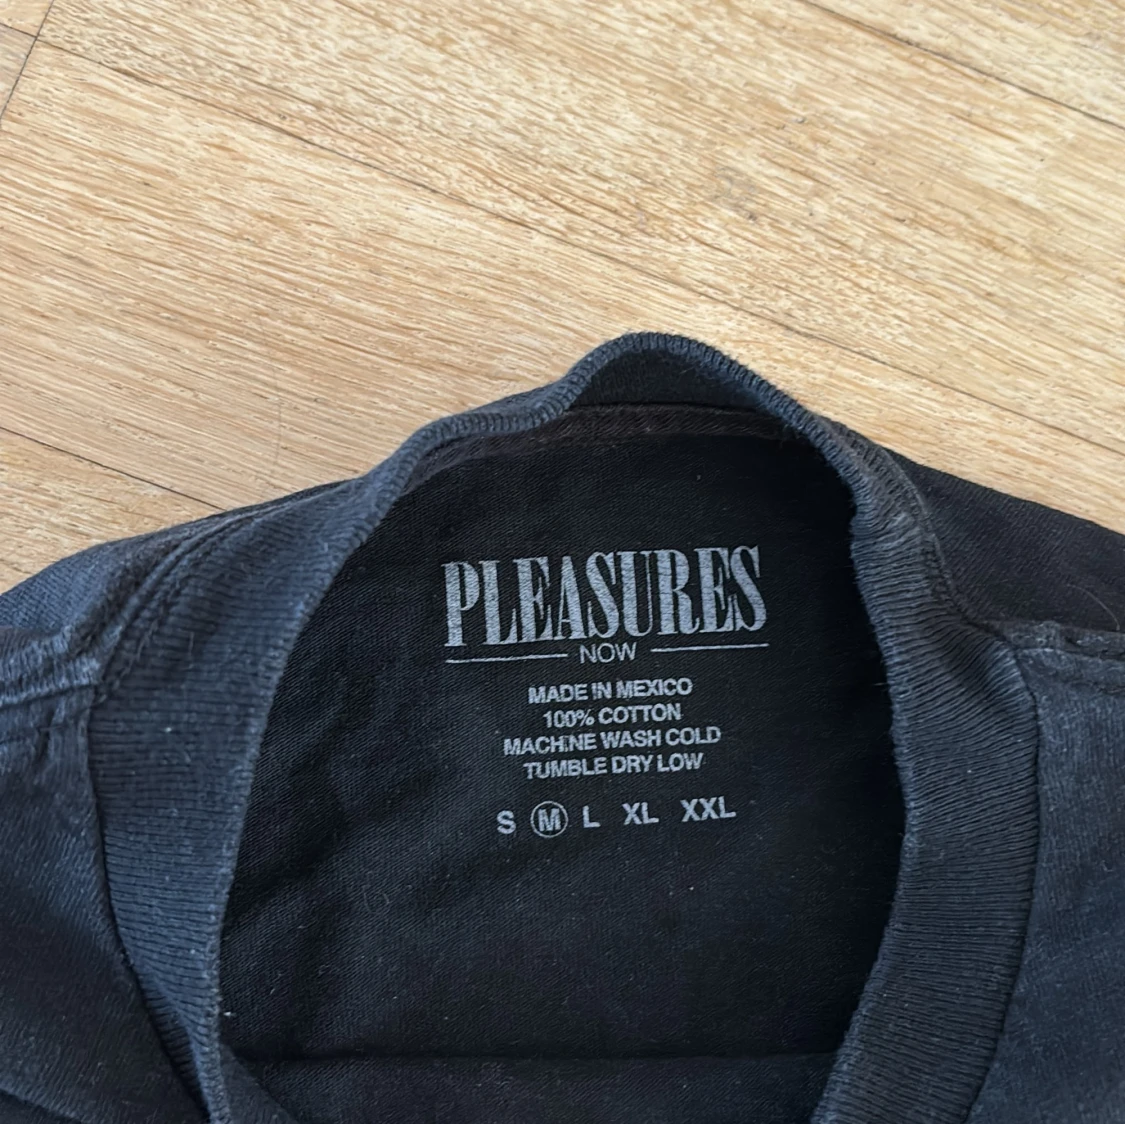 PLEASURES
NOW
MADE IN MEXICO
100% COTTON
MACHINE WASH COLD
TUMBLE DRY LOW
S M L XL XXL